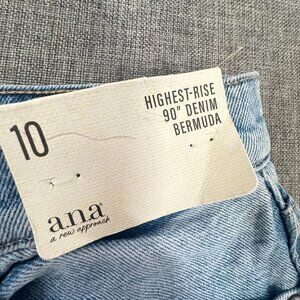 10
HIGHEST-RISE
90" DENIM
BERMUDA
a.n.a
a new approach